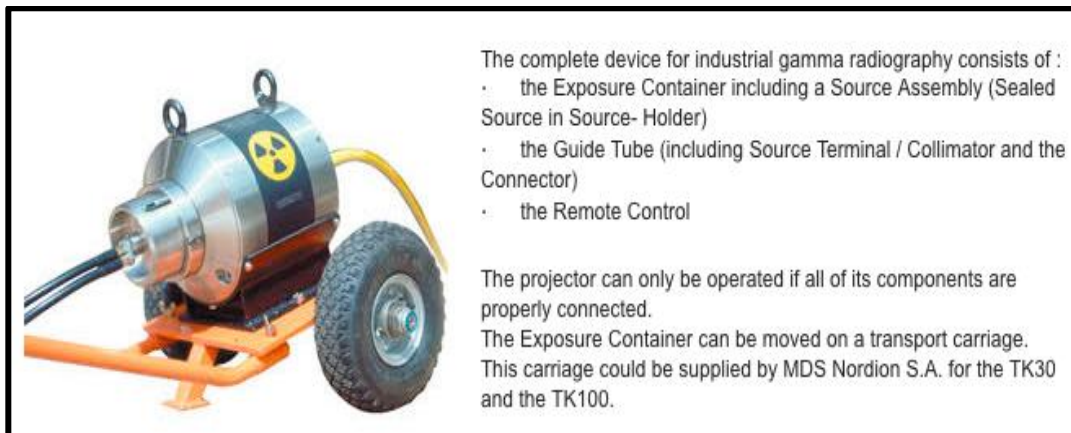 The complete device for industrial gamma radiography consists of :
· the Exposure Container including a Source Assembly (Sealed
Source in Source- Holder)
· the Guide Tube (including Source Terminal / Collimator and the
Connector)
· the Remote Control
The projector can only be operated if all of its components are
properly connected.
The Exposure Container can be moved on a transport carriage.
This carriage could be supplied by MDS Nordion S.A. for the TK30
and the TK100.